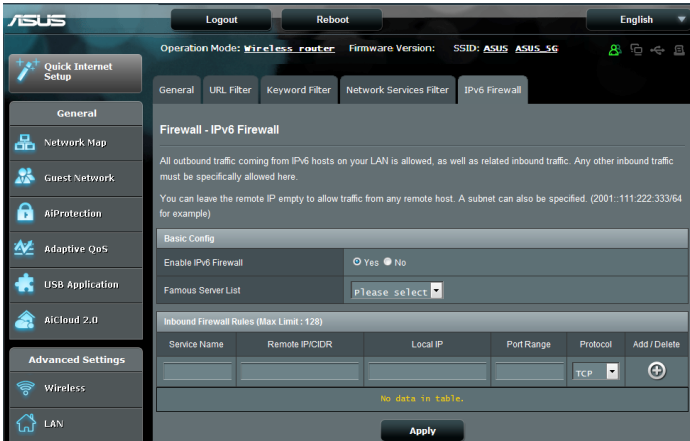 ASUS
Logout
Reboot
English
Operation Mode: Wireless router Firmware Version: SSID: ASUS ASUS_5G
Quick Internet
Setup
General
Network Map
Guest Network
AiProtection
Adaptive QoS
USB Application
AiCloud 2.0
Advanced Settings
Wireless
LAN
General URL Filter Keyword Filter Network Services Filter IPv6 Firewall
Firewall - IPv6 Firewall
All outbound traffic coming from IPv6 hosts on your LAN is allowed, as well as related inbound traffic. Any other inbound traffic
must be specifically allowed here.
You can leave the remote IP empty to allow traffic from any remote host. A subnet can also be specified. (2001::111:222:333/64
for example)
Basic Config
Enable IPv6 Firewall Yes No
Famous Server List Please select
Inbound Firewall Rules (Max Limit : 128)
Service Name Remote IP/CIDR Local IP Port Range Protocol Add / Delete
TCP
No data in table.
Apply